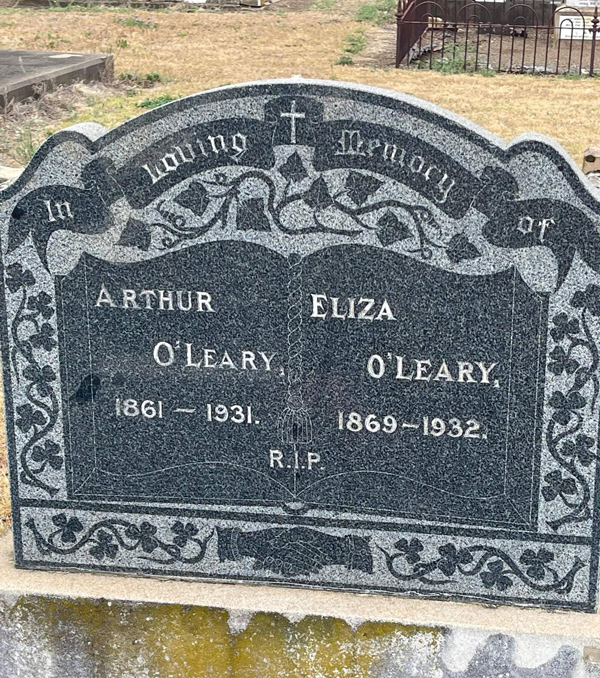 In Loving Memory of
ARTHUR
O'LEARY,
1861 – 1931.
ELIZA
O'LEARY,
1869 – 1932.
R.I.P.